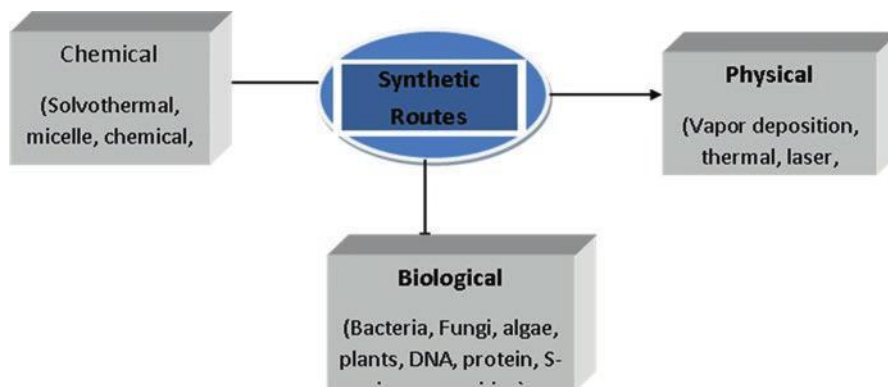 Chemical
(Solvothermal,
micelle, chemical,
Synthetic
Routes
Physical
(Vapor deposition,
thermal, laser,
Biological
(Bacteria, Fungi, algae,
plants, DNA, protein, S-